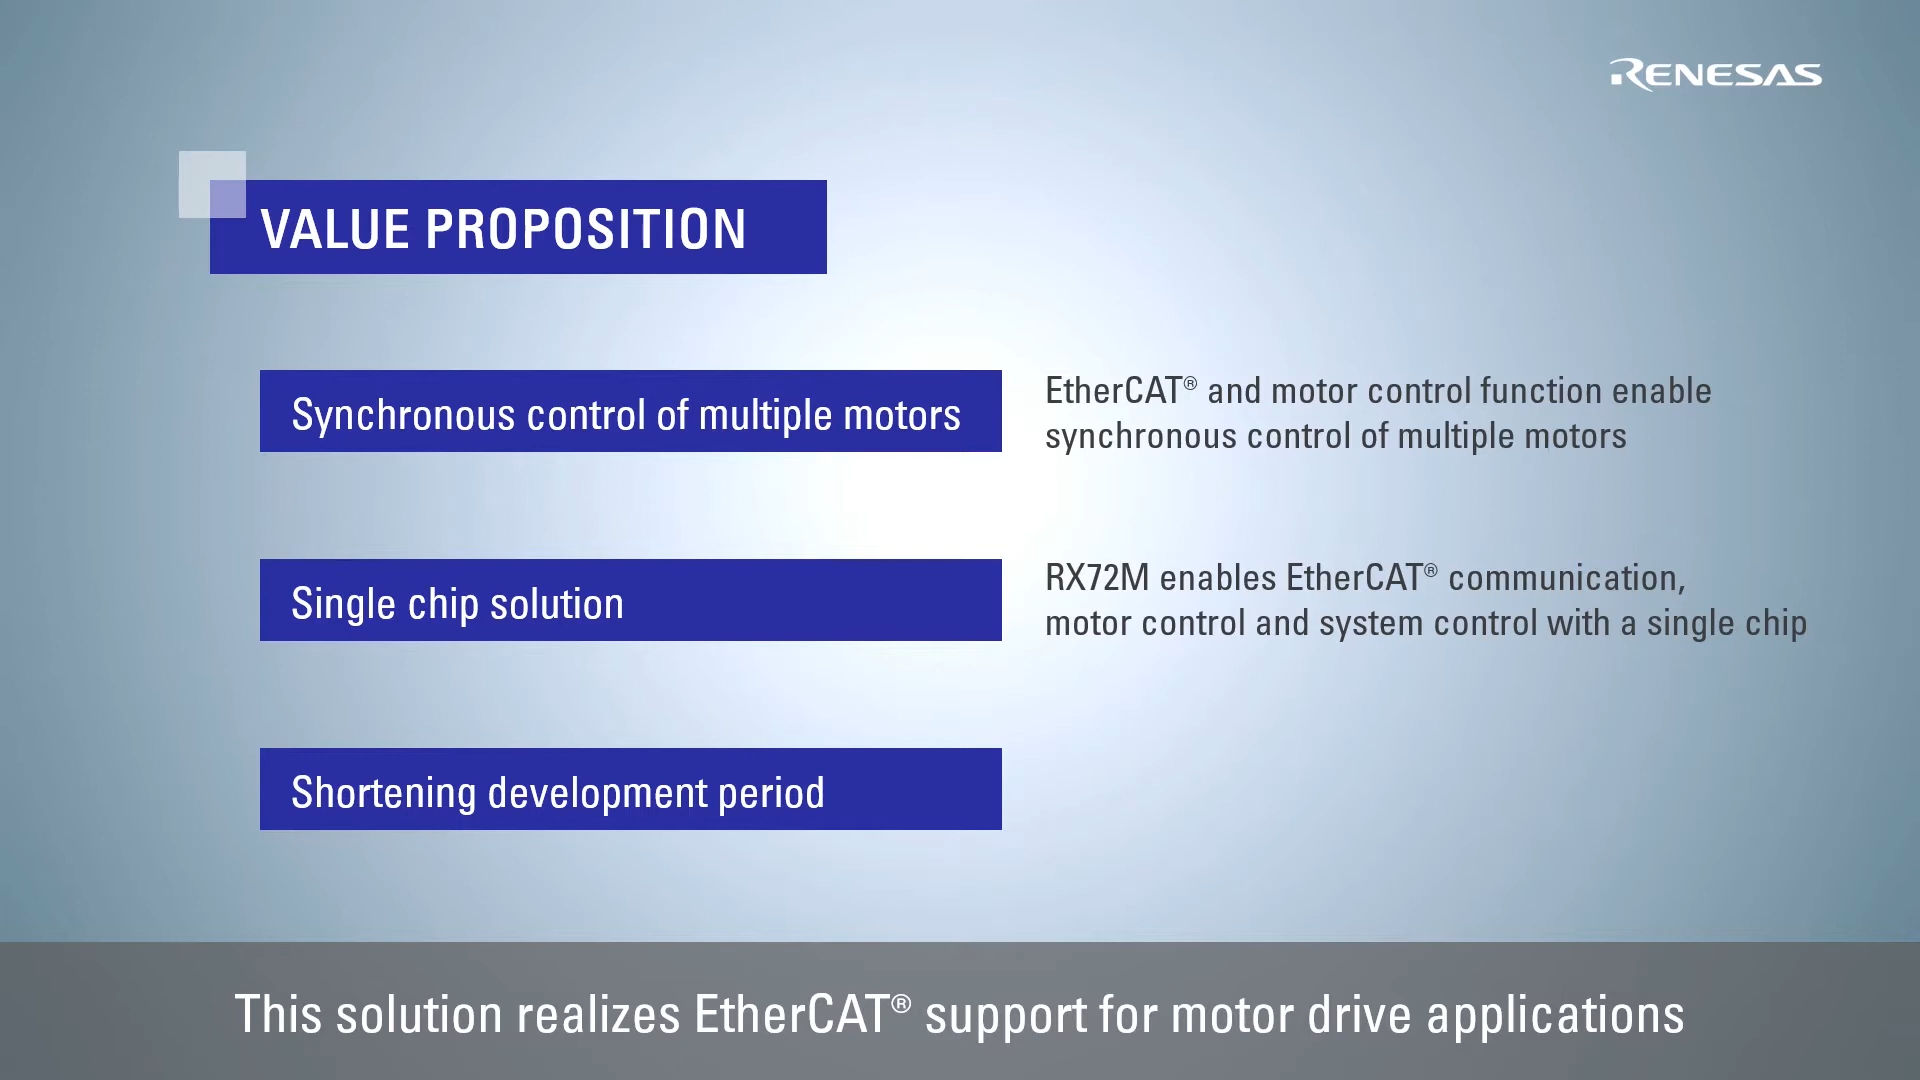 RENESAS
VALUE PROPOSITION
Synchronous control of multiple motors
EtherCAT® and motor control function enable
synchronous control of multiple motors
Single chip solution
RX72M enables EtherCAT® communication,
motor control and system control with a single chip
Shortening development period
This solution realizes EtherCAT® support for motor drive applications